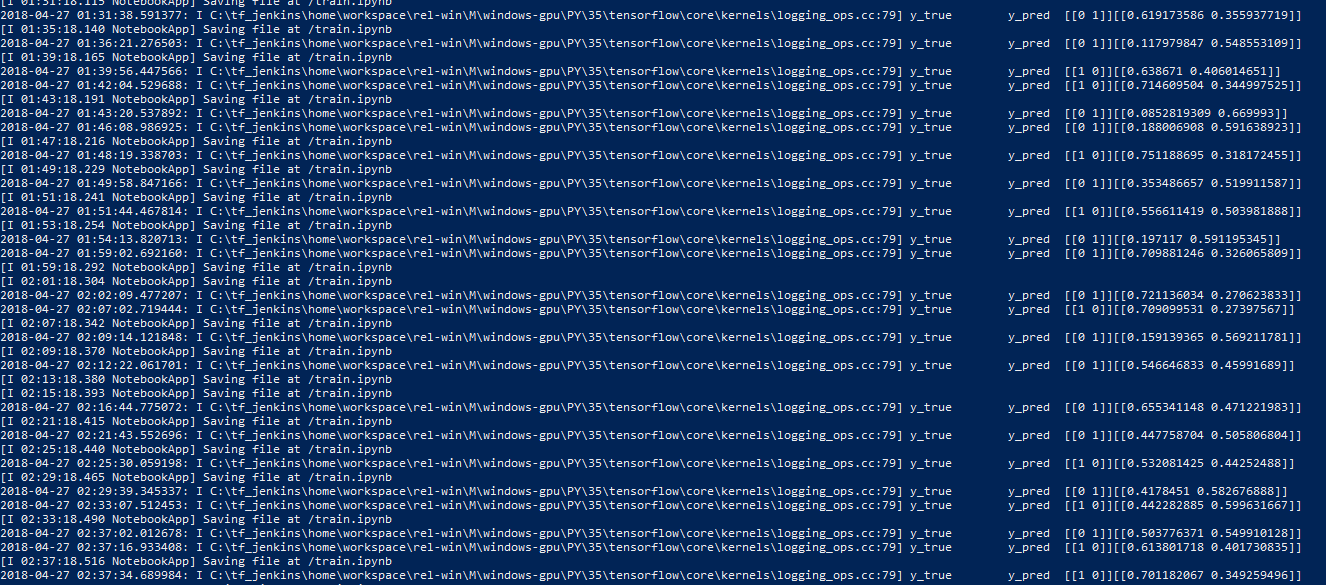 [I 01:31:18.115 NotebookApp] Saving file at /train.ipynb
2018-04-27 01:31:38.591377: I C:\tf_jenkins\home\workspace\rel-win\M\windows-gpu\PY\35\tensorflow\core\kernels\logging_ops.cc:79] y_true        y_pred  [[0 1]][[0.619173586 0.355937719]]
[I 01:35:18.140 NotebookApp] Saving file at /train.ipynb
2018-04-27 01:36:21.276503: I C:\tf_jenkins\home\workspace\rel-win\M\windows-gpu\PY\35\tensorflow\core\kernels\logging_ops.cc:79] y_true        y_pred  [[0 1]][[0.117979847 0.548553109]]
[I 01:39:18.165 NotebookApp] Saving file at /train.ipynb
2018-04-27 01:39:56.447566: I C:\tf_jenkins\home\workspace\rel-win\M\windows-gpu\PY\35\tensorflow\core\kernels\logging_ops.cc:79] y_true        y_pred  [[1 0]][[0.638671 0.406014651]]
2018-04-27 01:42:04.529688: I C:\tf_jenkins\home\workspace\rel-win\M\windows-gpu\PY\35\tensorflow\core\kernels\logging_ops.cc:79] y_true        y_pred  [[1 0]][[0.714609504 0.344997525]]
[I 01:43:18.191 NotebookApp] Saving file at /train.ipynb
2018-04-27 01:43:20.537892: I C:\tf_jenkins\home\workspace\rel-win\M\windows-gpu\PY\35\tensorflow\core\kernels\logging_ops.cc:79] y_true        y_pred  [[0 1]][[0.0852819309 0.669993]]
2018-04-27 01:46:08.986925: I C:\tf_jenkins\home\workspace\rel-win\M\windows-gpu\PY\35\tensorflow\core\kernels\logging_ops.cc:79] y_true        y_pred  [[0 1]][[0.188006908 0.591638923]]
[I 01:47:18.216 NotebookApp] Saving file at /train.ipynb
2018-04-27 01:48:19.338703: I C:\tf_jenkins\home\workspace\rel-win\M\windows-gpu\PY\35\tensorflow\core\kernels\logging_ops.cc:79] y_true        y_pred  [[1 0]][[0.751188695 0.318172455]]
[I 01:49:18.229 NotebookApp] Saving file at /train.ipynb
2018-04-27 01:49:58.847166: I C:\tf_jenkins\home\workspace\rel-win\M\windows-gpu\PY\35\tensorflow\core\kernels\logging_ops.cc:79] y_true        y_pred  [[0 1]][[0.353486657 0.519911587]]
[I 01:51:18.241 NotebookApp] Saving file at /train.ipynb
2018-04-27 01:51:44.467814: I C:\tf_jenkins\home\workspace\rel-win\M\windows-gpu\PY\35\tensorflow\core\kernels\logging_ops.cc:79] y_true        y_pred  [[1 0]][[0.556611419 0.503981888]]
[I 01:53:18.254 NotebookApp] Saving file at /train.ipynb
2018-04-27 01:54:13.820713: I C:\tf_jenkins\home\workspace\rel-win\M\windows-gpu\PY\35\tensorflow\core\kernels\logging_ops.cc:79] y_true        y_pred  [[0 1]][[0.197117 0.591195345]]
2018-04-27 01:59:02.692160: I C:\tf_jenkins\home\workspace\rel-win\M\windows-gpu\PY\35\tensorflow\core\kernels\logging_ops.cc:79] y_true        y_pred  [[0 1]][[0.709881246 0.326065809]]
[I 01:59:18.292 NotebookApp] Saving file at /train.ipynb
[I 02:01:18.304 NotebookApp] Saving file at /train.ipynb
2018-04-27 02:02:09.477207: I C:\tf_jenkins\home\workspace\rel-win\M\windows-gpu\PY\35\tensorflow\core\kernels\logging_ops.cc:79] y_true        y_pred  [[0 1]][[0.721136034 0.270623833]]
2018-04-27 02:07:02.719444: I C:\tf_jenkins\home\workspace\rel-win\M\windows-gpu\PY\35\tensorflow\core\kernels\logging_ops.cc:79] y_true        y_pred  [[1 0]][[0.709099531 0.27397567]]
[I 02:07:18.342 NotebookApp] Saving file at /train.ipynb
2018-04-27 02:09:14.121848: I C:\tf_jenkins\home\workspace\rel-win\M\windows-gpu\PY\35\tensorflow\core\kernels\logging_ops.cc:79] y_true        y_pred  [[0 1]][[0.159139365 0.569211781]]
[I 02:09:18.370 NotebookApp] Saving file at /train.ipynb
2018-04-27 02:12:22.061701: I C:\tf_jenkins\home\workspace\rel-win\M\windows-gpu\PY\35\tensorflow\core\kernels\logging_ops.cc:79] y_true        y_pred  [[0 1]][[0.546646833 0.45991689]]
[I 02:13:18.380 NotebookApp] Saving file at /train.ipynb
[I 02:15:18.393 NotebookApp] Saving file at /train.ipynb
2018-04-27 02:16:44.775072: I C:\tf_jenkins\home\workspace\rel-win\M\windows-gpu\PY\35\tensorflow\core\kernels\logging_ops.cc:79] y_true        y_pred  [[0 1]][[0.655341148 0.471221983]]
[I 02:21:18.415 NotebookApp] Saving file at /train.ipynb
2018-04-27 02:21:43.552696: I C:\tf_jenkins\home\workspace\rel-win\M\windows-gpu\PY\35\tensorflow\core\kernels\logging_ops.cc:79] y_true        y_pred  [[0 1]][[0.447758704 0.505806804]]
[I 02:25:18.440 NotebookApp] Saving file at /train.ipynb
2018-04-27 02:25:30.059198: I C:\tf_jenkins\home\workspace\rel-win\M\windows-gpu\PY\35\tensorflow\core\kernels\logging_ops.cc:79] y_true        y_pred  [[1 0]][[0.532081425 0.44252488]]
[I 02:29:18.465 NotebookApp] Saving file at /train.ipynb
2018-04-27 02:29:39.345337: I C:\tf_jenkins\home\workspace\rel-win\M\windows-gpu\PY\35\tensorflow\core\kernels\logging_ops.cc:79] y_true        y_pred  [[0 1]][[0.4178451 0.582676888]]
2018-04-27 02:33:07.512453: I C:\tf_jenkins\home\workspace\rel-win\M\windows-gpu\PY\35\tensorflow\core\kernels\logging_ops.cc:79] y_true        y_pred  [[0 1]][[0.442282885 0.599631667]]
[I 02:33:18.490 NotebookApp] Saving file at /train.ipynb
2018-04-27 02:37:02.012678: I C:\tf_jenkins\home\workspace\rel-win\M\windows-gpu\PY\35\tensorflow\core\kernels\logging_ops.cc:79] y_true        y_pred  [[0 1]][[0.503776371 0.549910128]]
2018-04-27 02:37:16.933408: I C:\tf_jenkins\home\workspace\rel-win\M\windows-gpu\PY\35\tensorflow\core\kernels\logging_ops.cc:79] y_true        y_pred  [[1 0]][[0.613801718 0.401730835]]
[I 02:37:18.516 NotebookApp] Saving file at /train.ipynb
2018-04-27 02:37:34.689984: I C:\tf_jenkins\home\workspace\rel-win\M\windows-gpu\PY\35\tensorflow\core\kernels\logging_ops.cc:79] y_true        y_pred  [[1 0]][[0.701182067 0.349259496]]